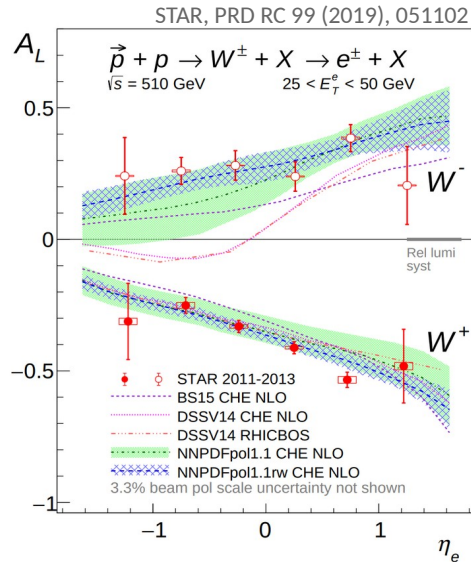 STAR, PRD RC 99 (2019), 051102
A_L
p⃗ + p → W^± + X → e^± + X
√s = 510 GeV 25 < E_T^e < 50 GeV
0.5
W^-
0
Rel lumi
syst
W^+
−0.5
STAR 2011-2013
BS15 CHE NLO
DSSV14 CHE NLO
DSSV14 RHICBOS
NNPDFpol1.1 CHE NLO
NNPDFpol1.1rw CHE NLO
3.3% beam pol scale uncertainty not shown
−1
−1 0 1
η_e